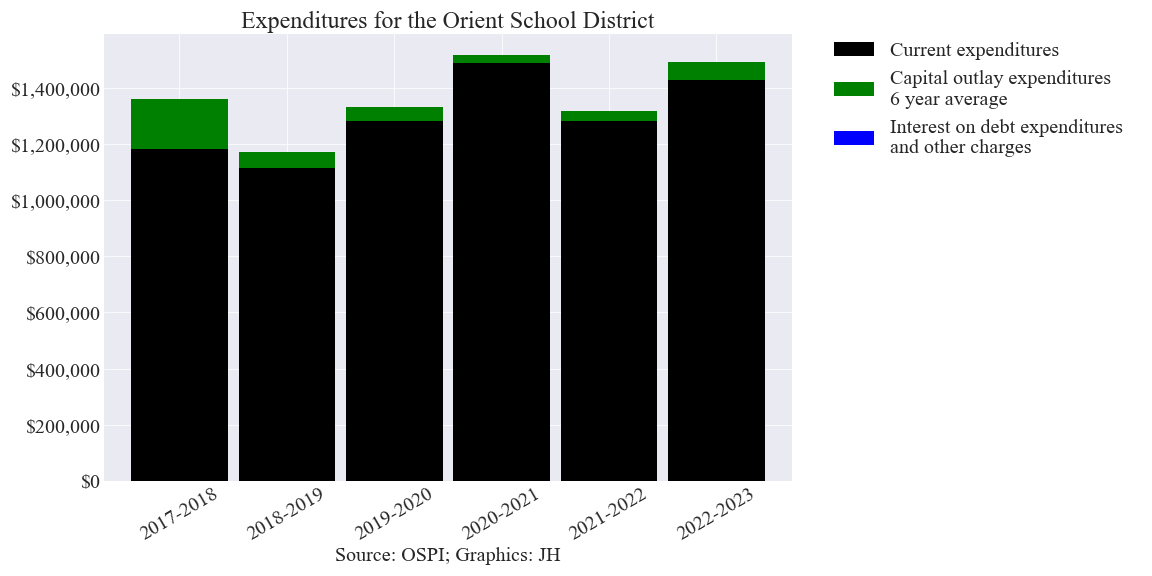 Expenditures for the Orient School District
Current expenditures
Capital outlay expenditures
6 year average
Interest on debt expenditures
and other charges
$1,400,000
$1,200,000
$1,000,000
$800,000
$600,000
$400,000
$200,000
$0
2017-2018
2018-2019
2019-2020
2020-2021
2021-2022
2022-2023
Source: OSPI; Graphics: JH